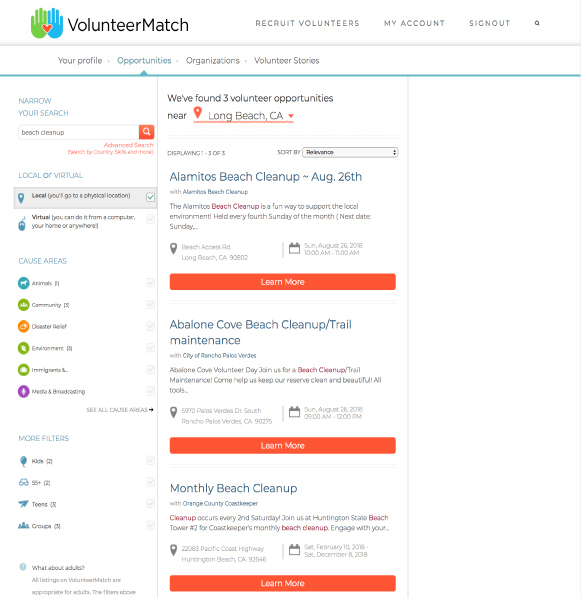 VolunteerMatch
RECRUIT VOLUNTEERS MY ACCOUNT SIGNOUT
Your profile · Opportunities · Organizations · Volunteer Stories
NARROW
YOUR SEARCH
beach cleanup
Advanced Search
(Search by Country, Skills and more!)
LOCAL or VIRTUAL
Local (you'll go to a physical location)
Virtual (you can do it from a computer,
your home or anywhere!)
CAUSE AREAS
Animals (1)
Community (3)
Disaster Relief
Environment (3)
Immigrants &...
Media & Broadcasting
SEE ALL CAUSE AREAS
MORE FILTERS
Kids (2)
55+ (2)
Teens (3)
Groups (3)
What about adults?
All listings on VolunteerMatch are
appropriate for adults. The filters above
We've found 3 volunteer opportunities
near Long Beach, CA
DISPLAYING 1 - 3 OF 3 SORT BY Relevance
Alamitos Beach Cleanup ~ Aug. 26th
with Alamitos Beach Cleanup
The Alamitos Beach Cleanup is a fun way to support the local
environment! Held every fourth Sunday of the month ( Next date:
Sunday,...
Beach Access Rd.
Long Beach, CA 90802
Sun, August 26, 2018
10:00 AM - 11:00 AM
Learn More
Abalone Cove Beach Cleanup/Trail
maintenance
with City of Rancho Palos Verdes
Abalone Cove Volunteer Day Join us for a Beach Cleanup/Trail
Maintenance! Come help us keep our reserve clean and beautiful! All
tools...
5970 Palos Verdes Dr. South
Rancho Palos Verdes, CA 90275
Sun, August 26, 2018
09:00 AM - 12:00 PM
Learn More
Monthly Beach Cleanup
with Orange County Coastkeeper
Cleanup occurs every 2nd Saturday! Join us at Huntington State Beach
Tower #2 for Coastkeeper's monthly beach cleanup. Engage with your...
22083 Pacific Coast Highway
Huntington Beach, CA 92646
Sat, February 10, 2018 -
Sat, December 8, 2018
Learn More